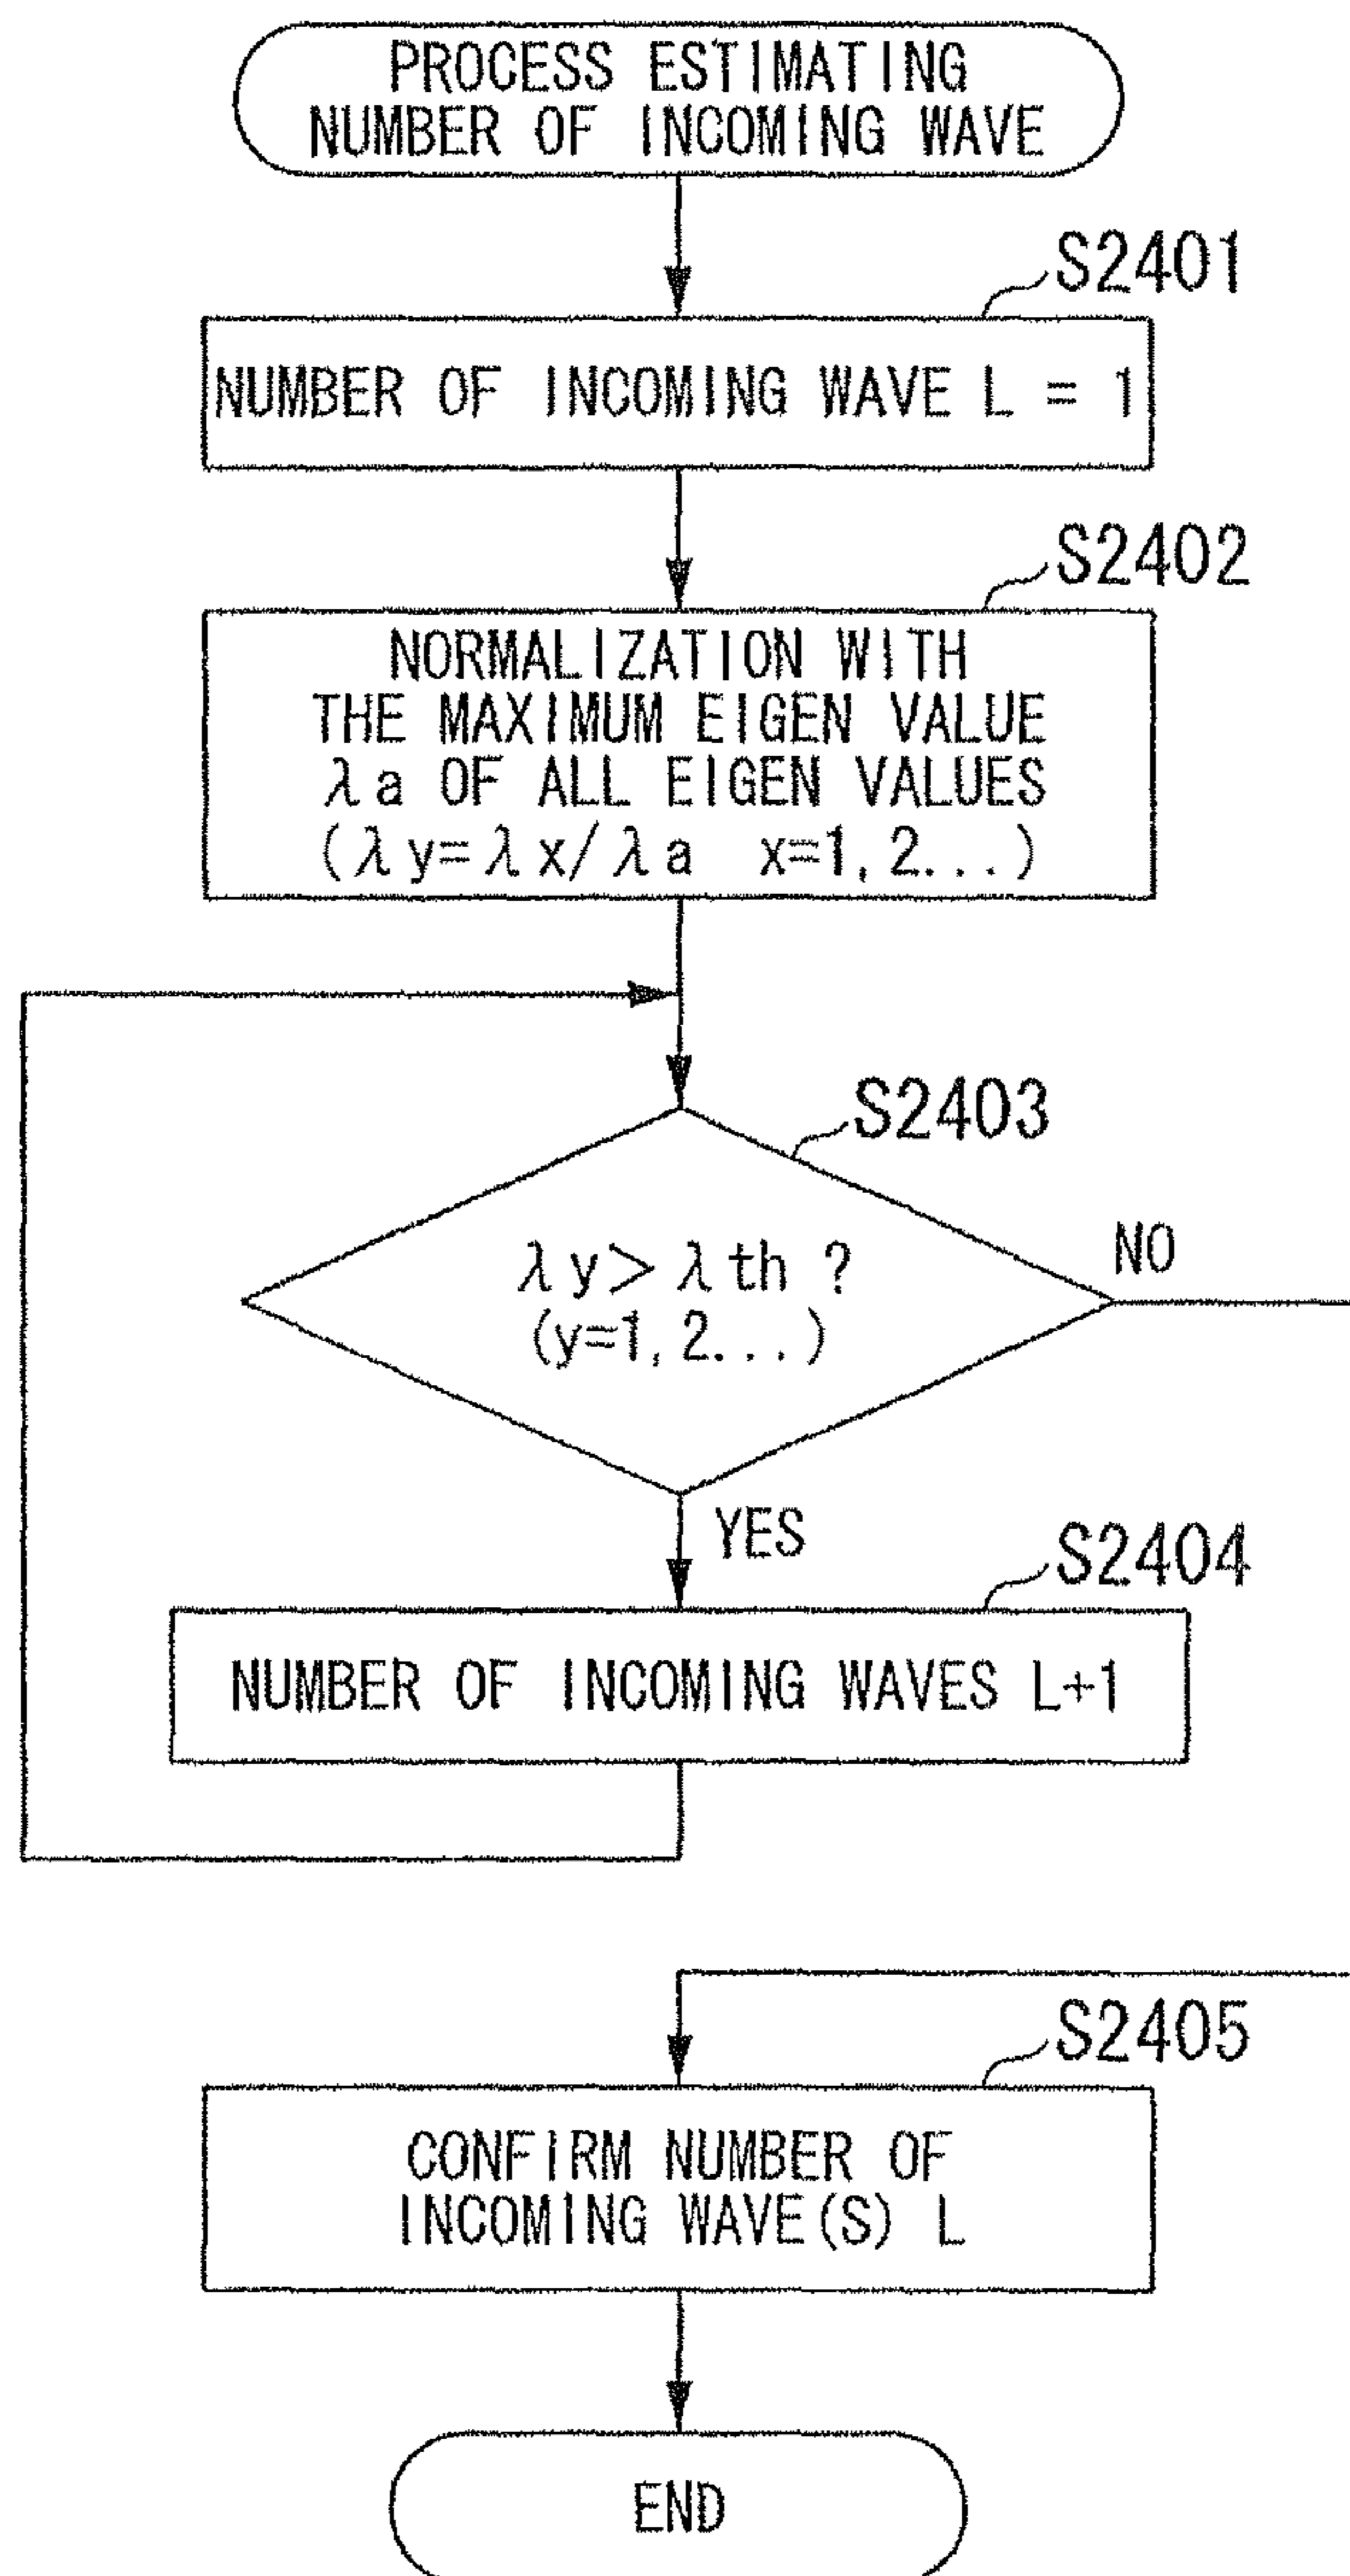 PROCESS ESTIMATING
NUMBER OF INCOMING WAVE
S2401
NUMBER OF INCOMING WAVE L = 1
S2402
NORMALIZATION WITH
THE MAXIMUM EIGEN VALUE
λa OF ALL EIGEN VALUES
(λy=λx/λa x=1,2...)
S2403
λy>λth ?
(y=1,2...)
NO
YES
S2404
NUMBER OF INCOMING WAVES L+1
S2405
CONFIRM NUMBER OF
INCOMING WAVE(S) L
END